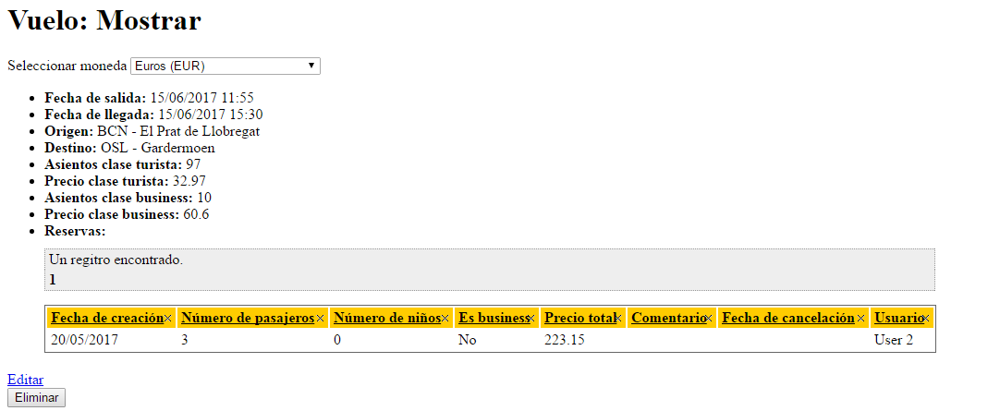 Vuelo: Mostrar
Seleccionar moneda Euros (EUR)
Fecha de salida: 15/06/2017 11:55
Fecha de llegada: 15/06/2017 15:30
Origen: BCN - El Prat de Llobregat
Destino: OSL - Gardermoen
Asientos clase turista: 97
Precio clase turista: 32.97
Asientos clase business: 10
Precio clase business: 60.6
Reservas:
Un regitro encontrado.
1
Fecha de creación Número de pasajeros Número de niños Es business Precio total Comentario Fecha de cancelación Usuario
20/05/2017 3 0 No 223.15 User 2
Editar
Eliminar